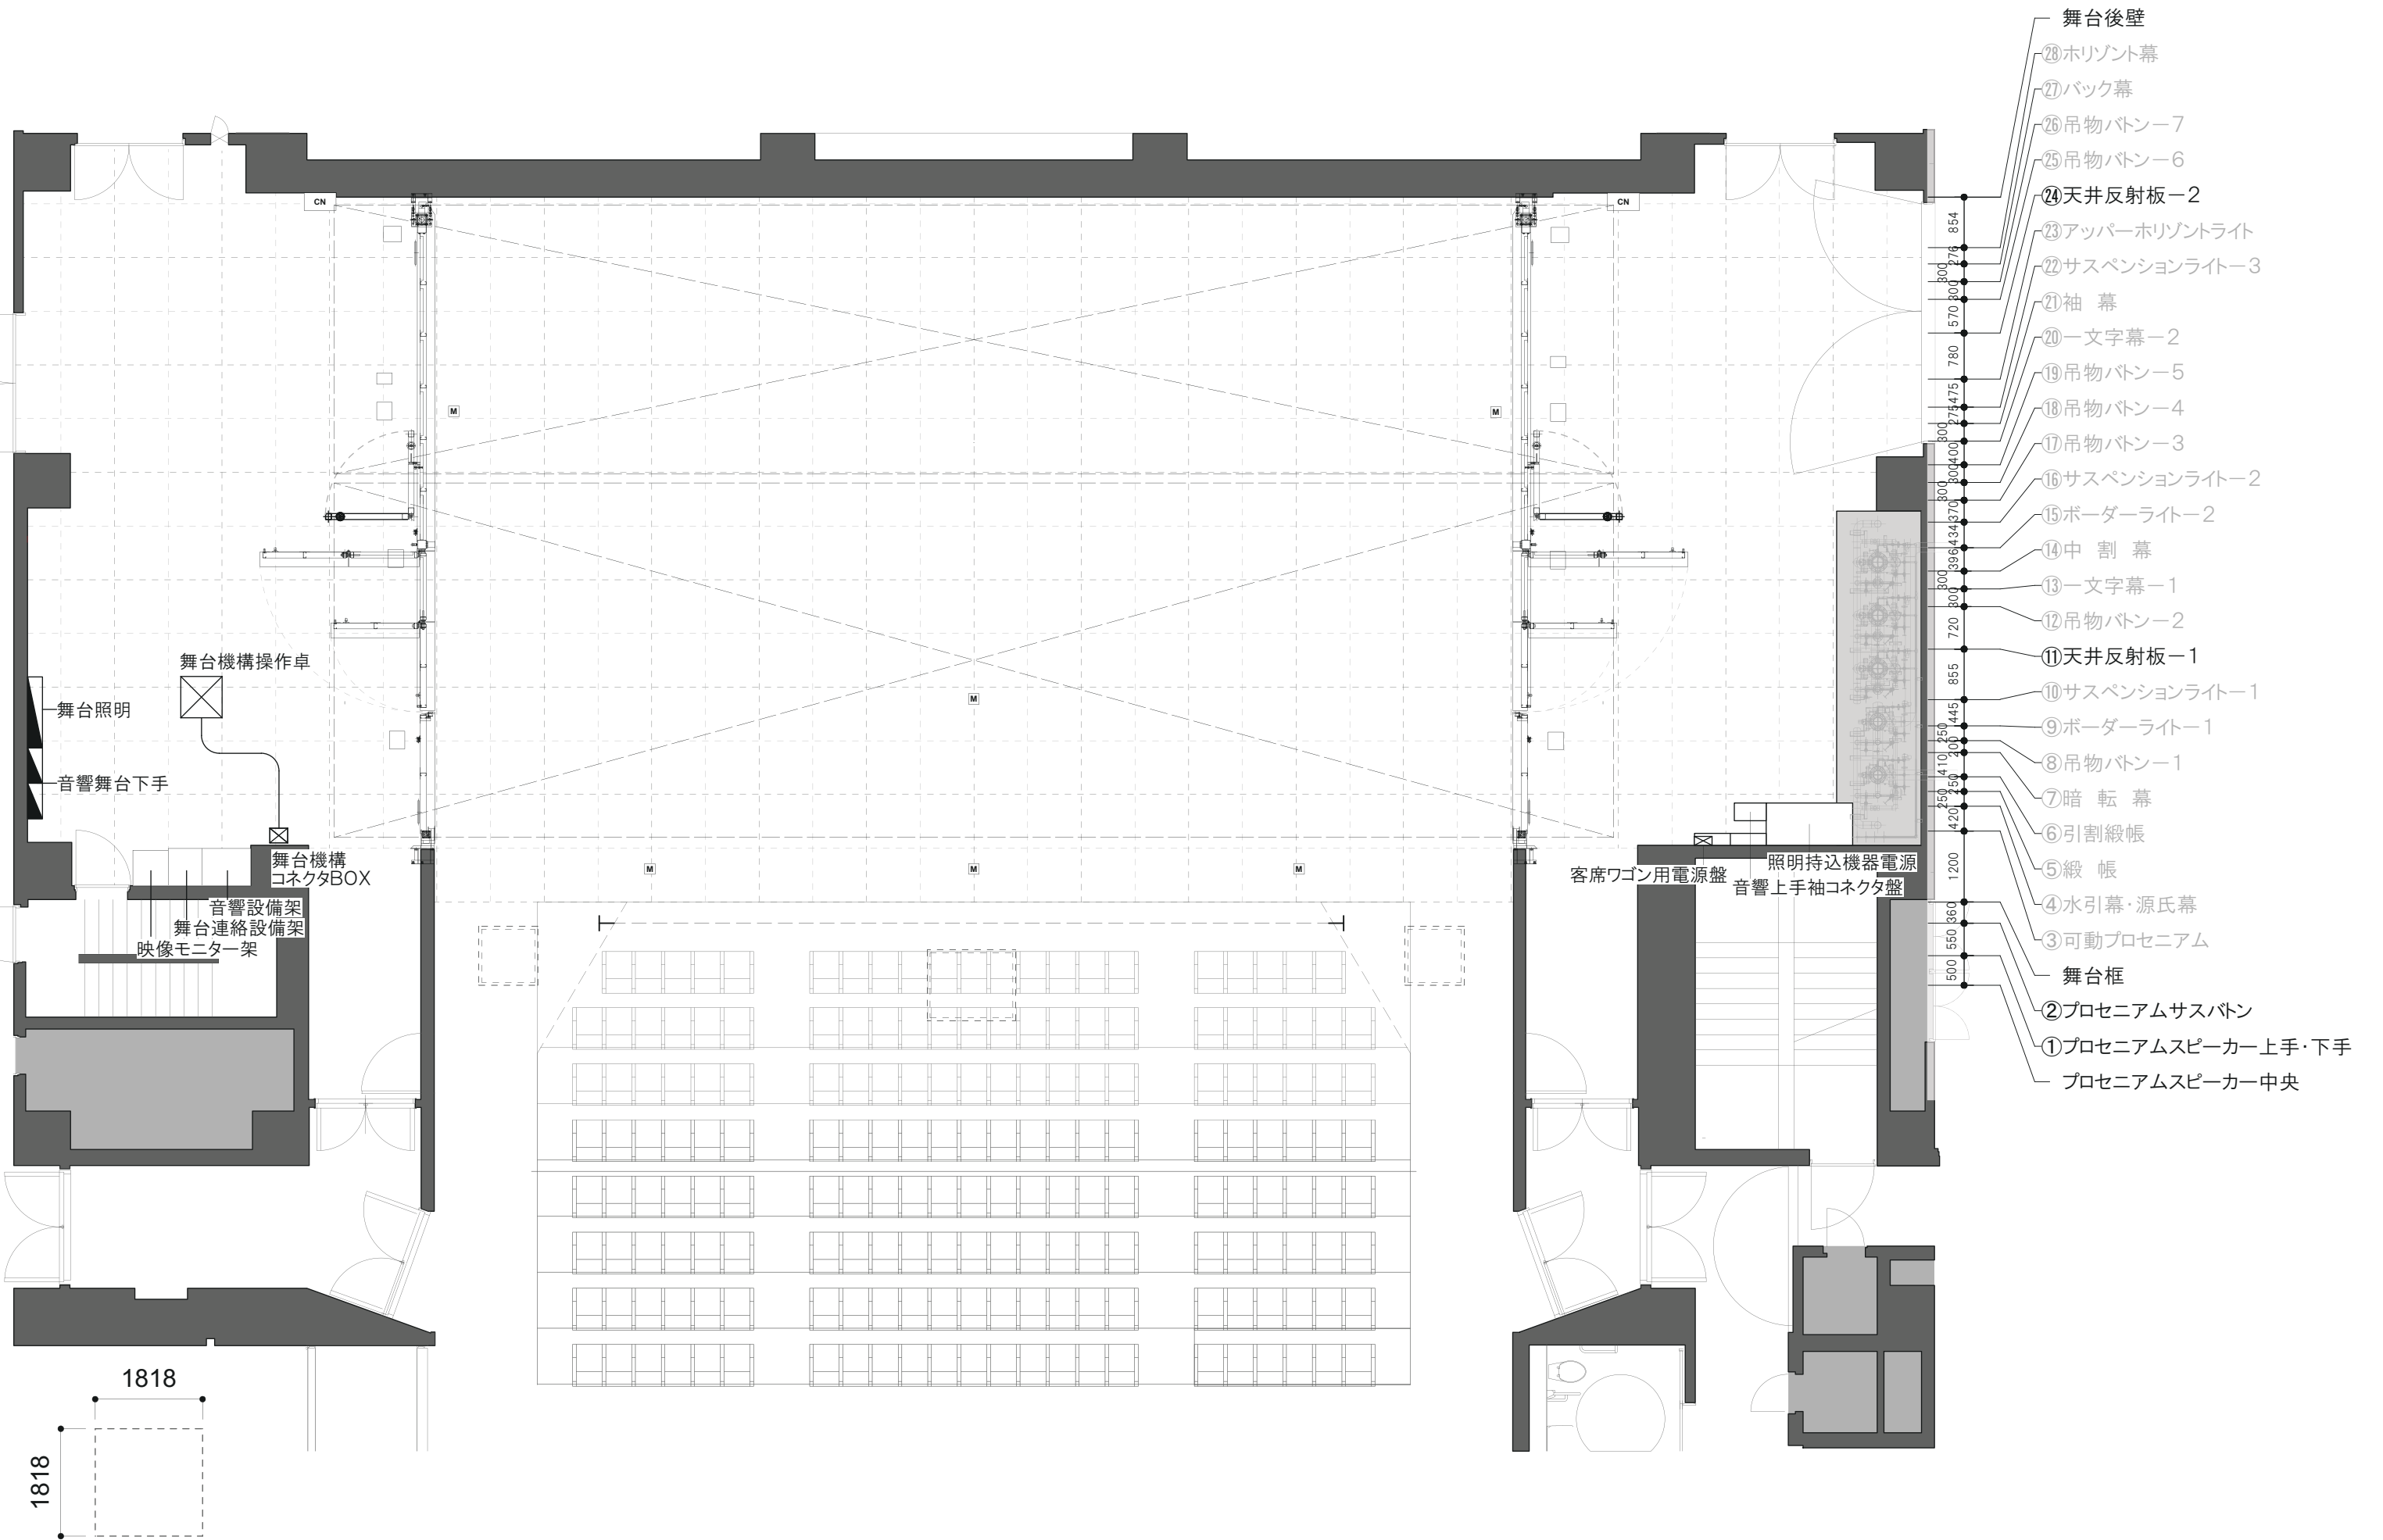 舞台後壁
㉘ホリゾント幕
㉗バック幕
㉖吊物バトン－7
㉕吊物バトン－6
㉔天井反射板－2
㉓アッパーホリゾントライト
㉒サスペンションライト－3
㉑袖 幕
⑳一文字幕－2
⑲吊物バトン－5
⑱吊物バトン－4
⑰吊物バトン－3
⑯サスペンションライト－2
⑮ボーダーライト－2
⑭中 割 幕
⑬一文字幕－1
⑫吊物バトン－2
⑪天井反射板－1
⑩サスペンションライト－1
⑨ボーダーライト－1
⑧吊物バトン－1
⑦暗 転 幕
⑥引割緞帳
⑤緞 帳
④水引幕・源氏幕
③可動プロセニアム
舞台框
②プロセニアムサスバトン
①プロセニアムスピーカー上手・下手
プロセニアムスピーカー中央
854
276
300
300
570
780
475
275
300
400
300
300
370
434
396
300
300
720
855
445
250
200
410
250
250
420
1200
360
550
500
CN
CN
M
M
M
M
M
M
舞台機構操作卓
舞台照明
音響舞台下手
舞台機構
コネクタBOX
音響設備架
舞台連絡設備架
映像モニター架
照明持込機器電源
客席ワゴン用電源盤
音響上手袖コネクタ盤
1818
1818